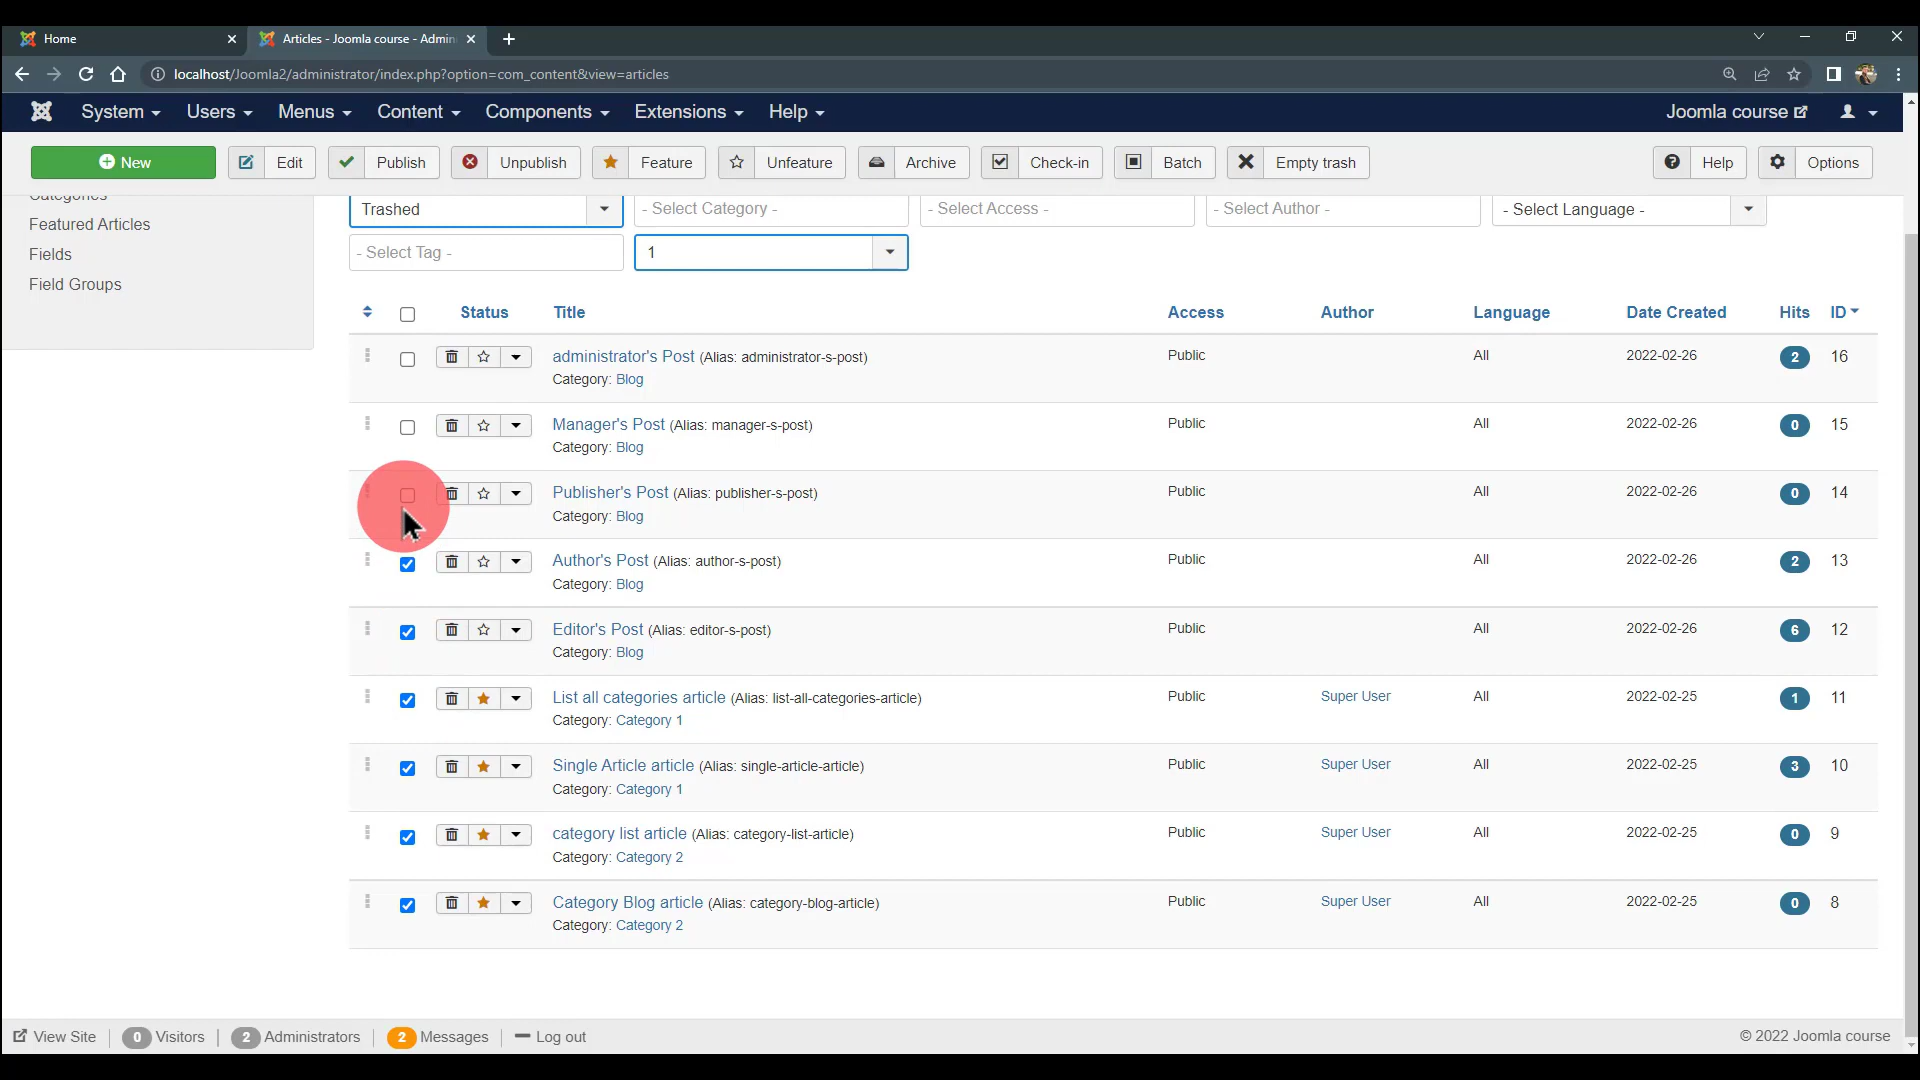 Home
Articles - Joomla course - Admin
localhost/Joomla2/administrator/index.php?option=com_content&view=articles
System Users Menus Content Components Extensions Help Joomla course
New Edit Publish Unpublish Feature Unfeature Archive Check-in Batch Empty trash Help Options
Categories
Featured Articles
Fields
Field Groups
Trashed - Select Category - - Select Access - - Select Author - - Select Language -
- Select Tag - 1
Status Title Access Author Language Date Created Hits ID
administrator's Post (Alias: administrator-s-post) Public All 2022-02-26 2 16
Category: Blog
Manager's Post (Alias: manager-s-post) Public All 2022-02-26 0 15
Category: Blog
Publisher's Post (Alias: publisher-s-post) Public All 2022-02-26 0 14
Category: Blog
Author's Post (Alias: author-s-post) Public All 2022-02-26 2 13
Category: Blog
Editor's Post (Alias: editor-s-post) Public All 2022-02-26 6 12
Category: Blog
List all categories article (Alias: list-all-categories-article) Public Super User All 2022-02-25 1 11
Category: Category 1
Single Article article (Alias: single-article-article) Public Super User All 2022-02-25 3 10
Category: Category 1
category list article (Alias: category-list-article) Public Super User All 2022-02-25 0 9
Category: Category 2
Category Blog article (Alias: category-blog-article) Public Super User All 2022-02-25 0 8
Category: Category 2
View Site 0 Visitors 2 Administrators 2 Messages Log out © 2022 Joomla course